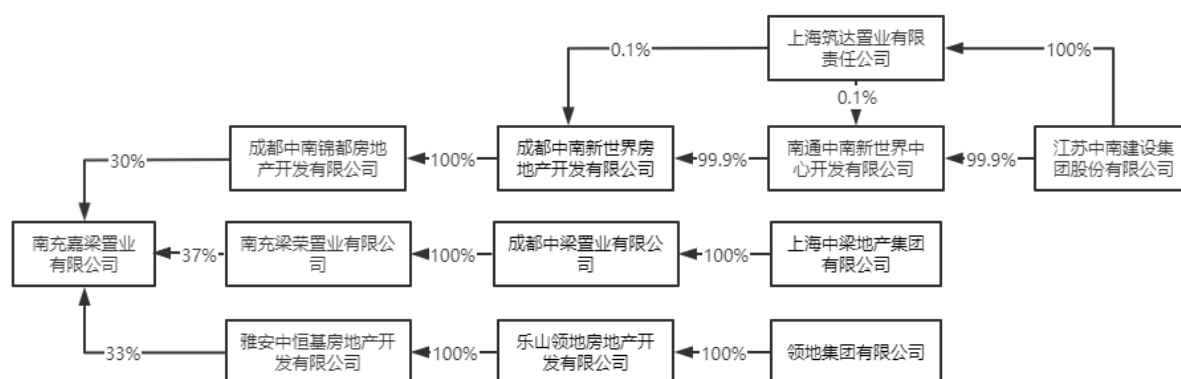 上海筑达置业有限
责任公司
0.1%
100%
0.1%
成都中南锦都房地
产开发有限公司
成都中南新世界房
地产开发有限公司
南通中南新世界中
心开发有限公司
江苏中南建设集
团股份有限公司
30%
100%
99.9%
99.9%
南充嘉梁置业
有限公司
37%
南充梁荣置业有限公
司
100%
成都中梁置业有限公
司
100%
上海中梁地产集团
有限公司
33%
雅安中恒基房地产开
发有限公司
100%
乐山领地房地产开
发有限公司
100%
领地集团有限公司